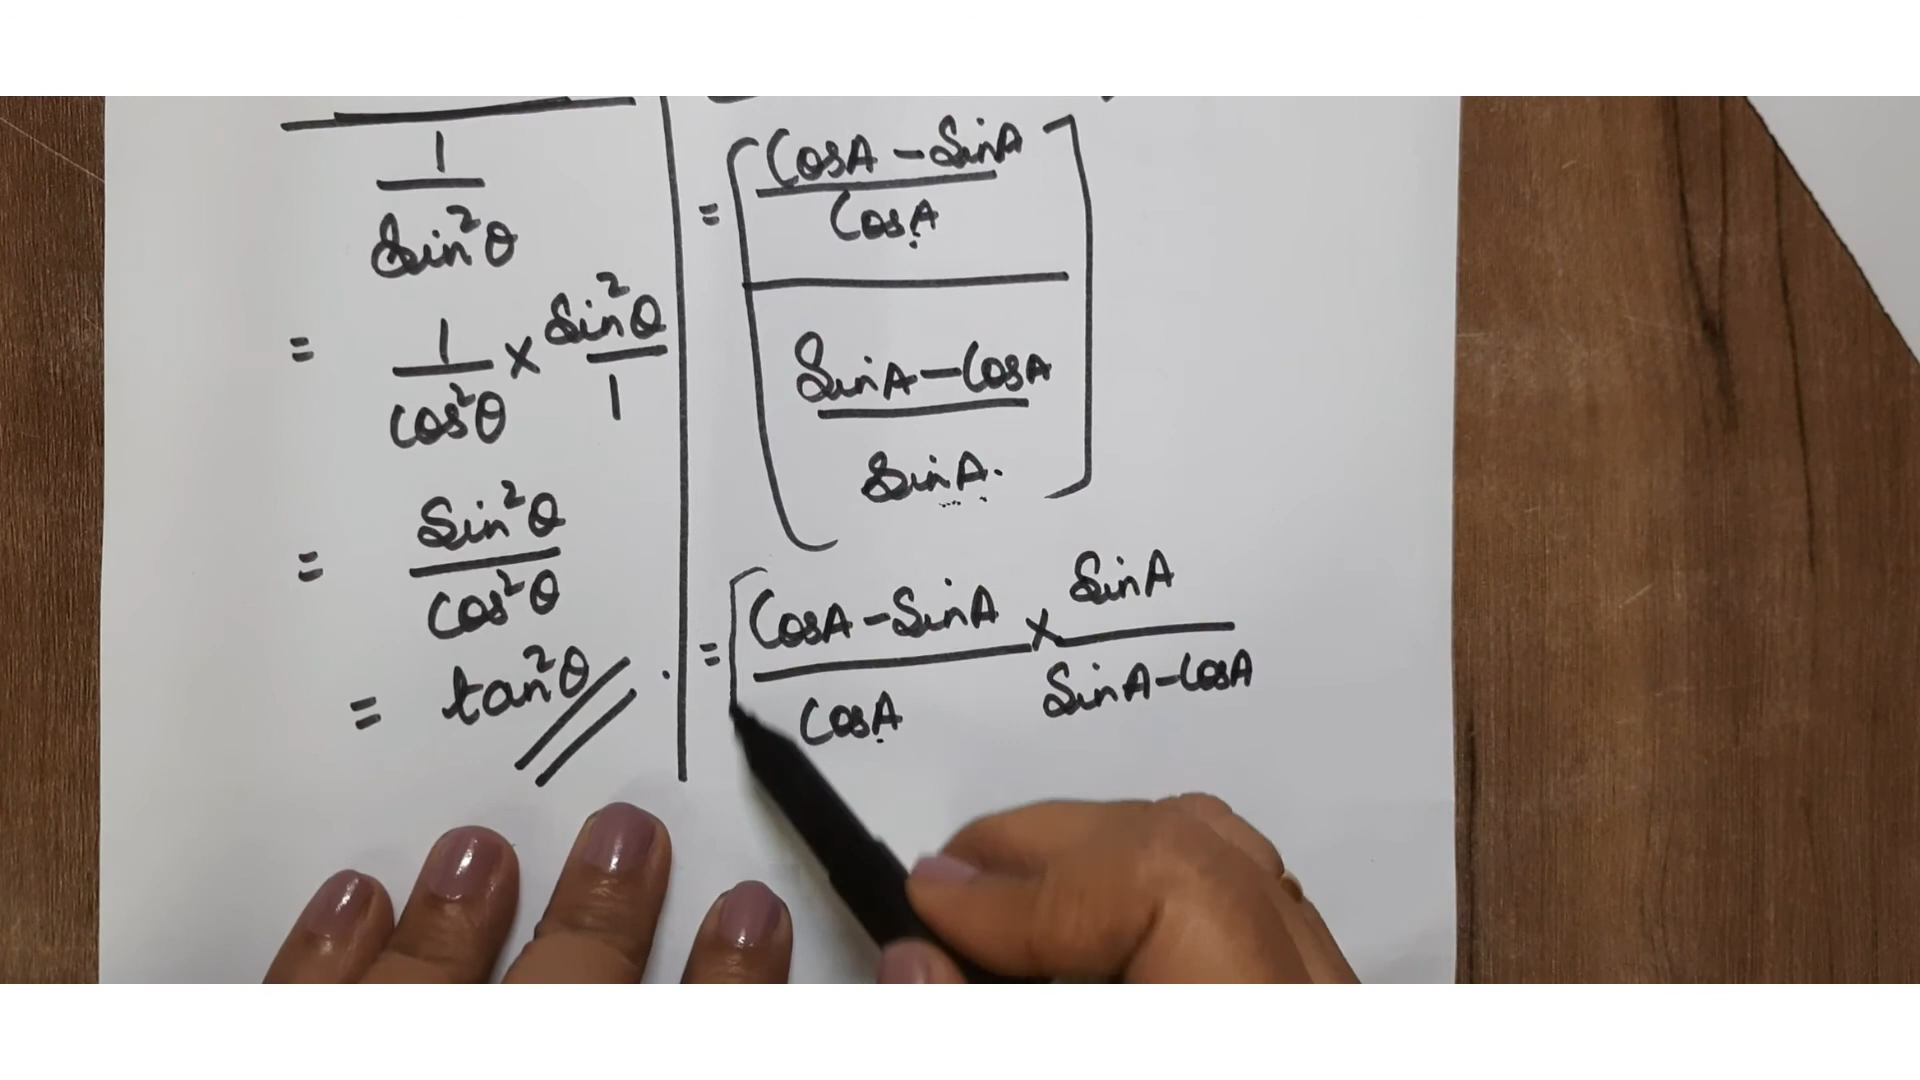 1
Sin²θ
= 1 × Sin²θ
cos²θ 1
= Sin²θ
cos²θ
= tan²θ
= [ CosA - SinA ]
CosA
SinA - CosA
SinA.
= [ CosA - SinA × SinA
CosA SinA - CosA